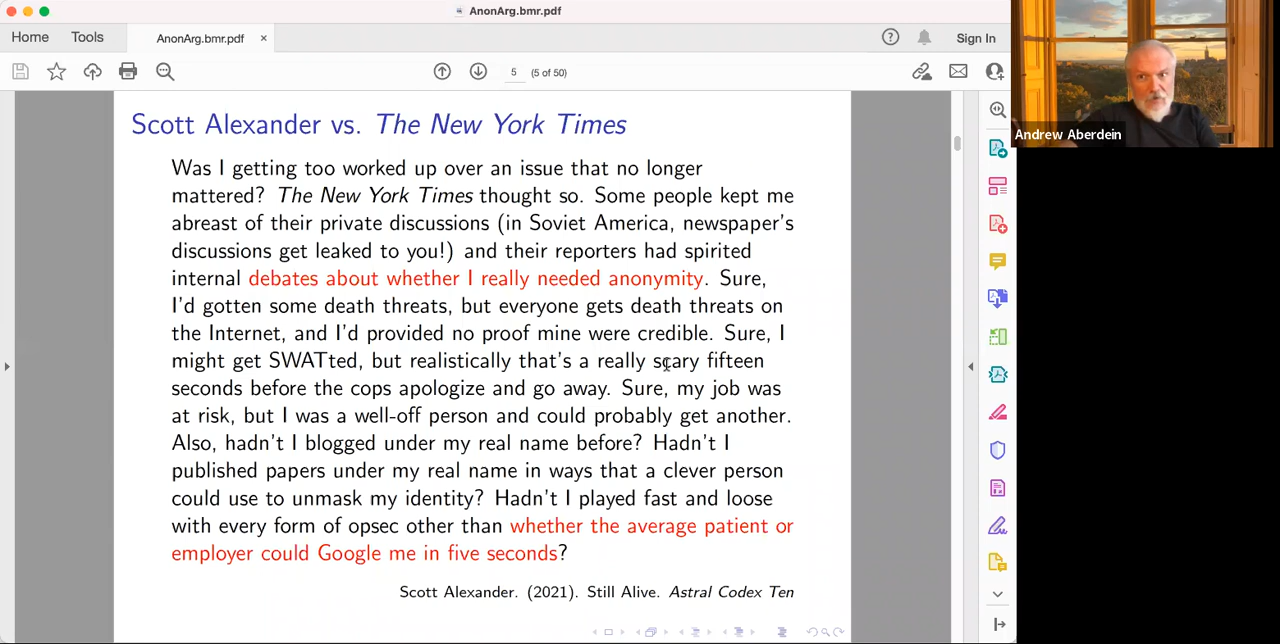 AnonArg.bmr.pdf
Home Tools AnonArg.bmr.pdf × Sign In
5 (5 of 50)
Andrew Aberdein
Scott Alexander vs. The New York Times
Was I getting too worked up over an issue that no longer
mattered? The New York Times thought so. Some people kept me
abreast of their private discussions (in Soviet America, newspaper's
discussions get leaked to you!) and their reporters had spirited
internal debates about whether I really needed anonymity. Sure,
I'd gotten some death threats, but everyone gets death threats on
the Internet, and I'd provided no proof mine were credible. Sure, I
might get SWATted, but realistically that's a really scary fifteen
seconds before the cops apologize and go away. Sure, my job was
at risk, but I was a well-off person and could probably get another.
Also, hadn't I blogged under my real name before? Hadn't I
published papers under my real name in ways that a clever person
could use to unmask my identity? Hadn't I played fast and loose
with every form of opsec other than whether the average patient or
employer could Google me in five seconds?
Scott Alexander. (2021). Still Alive. Astral Codex Ten